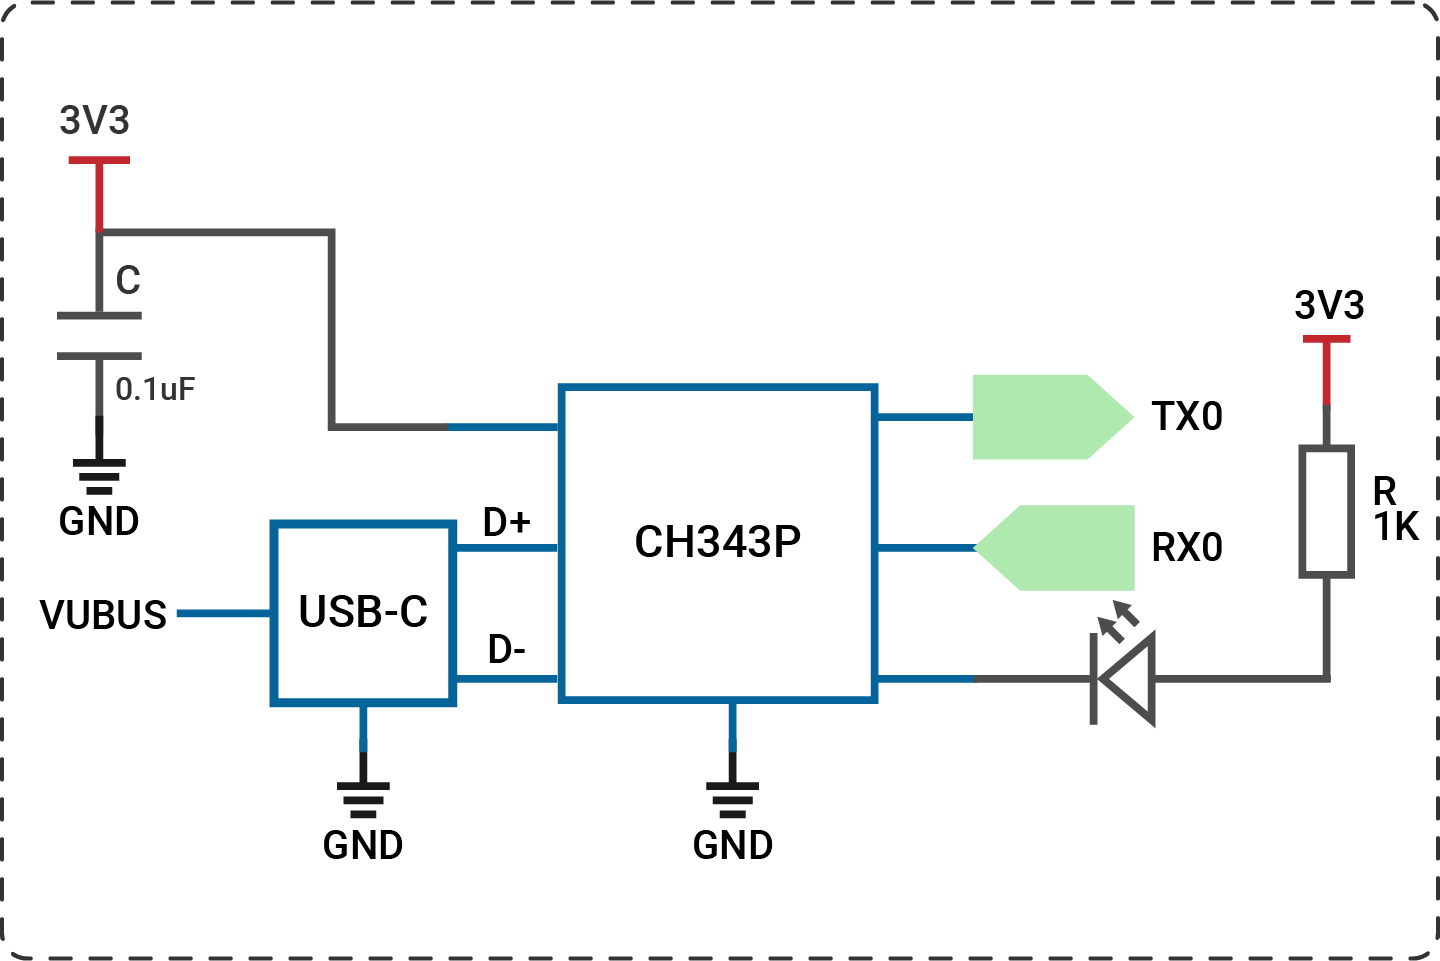 3V3
C
0.1uF
GND
3V3
TX0
R
1K
D+
CH343P
RX0
VUBUS
USB-C
D-
GND
GND